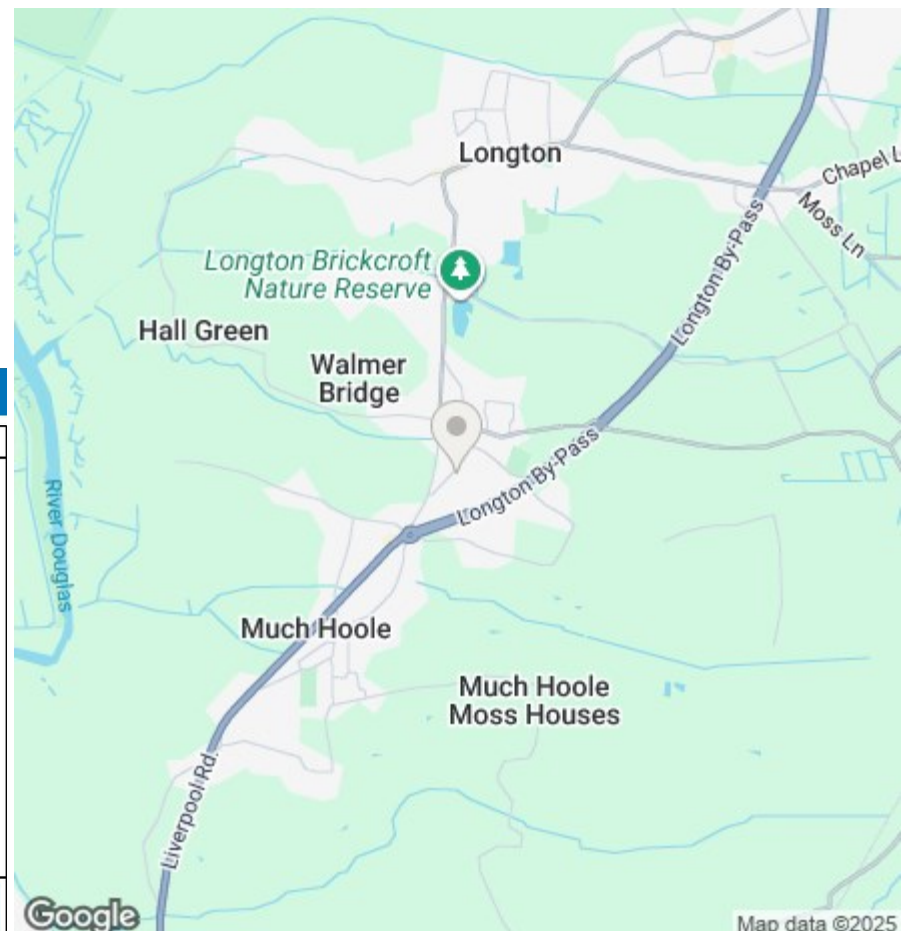 Longton
Chapel L
Moss Ln
Longton By-Pass
Longton Brickcroft
Nature Reserve
Hall Green
Walmer
Bridge
Longton By-Pass
River Douglas
Much Hoole
Much Hoole
Moss Houses
Liverpool Rd
Google
Map data ©2025